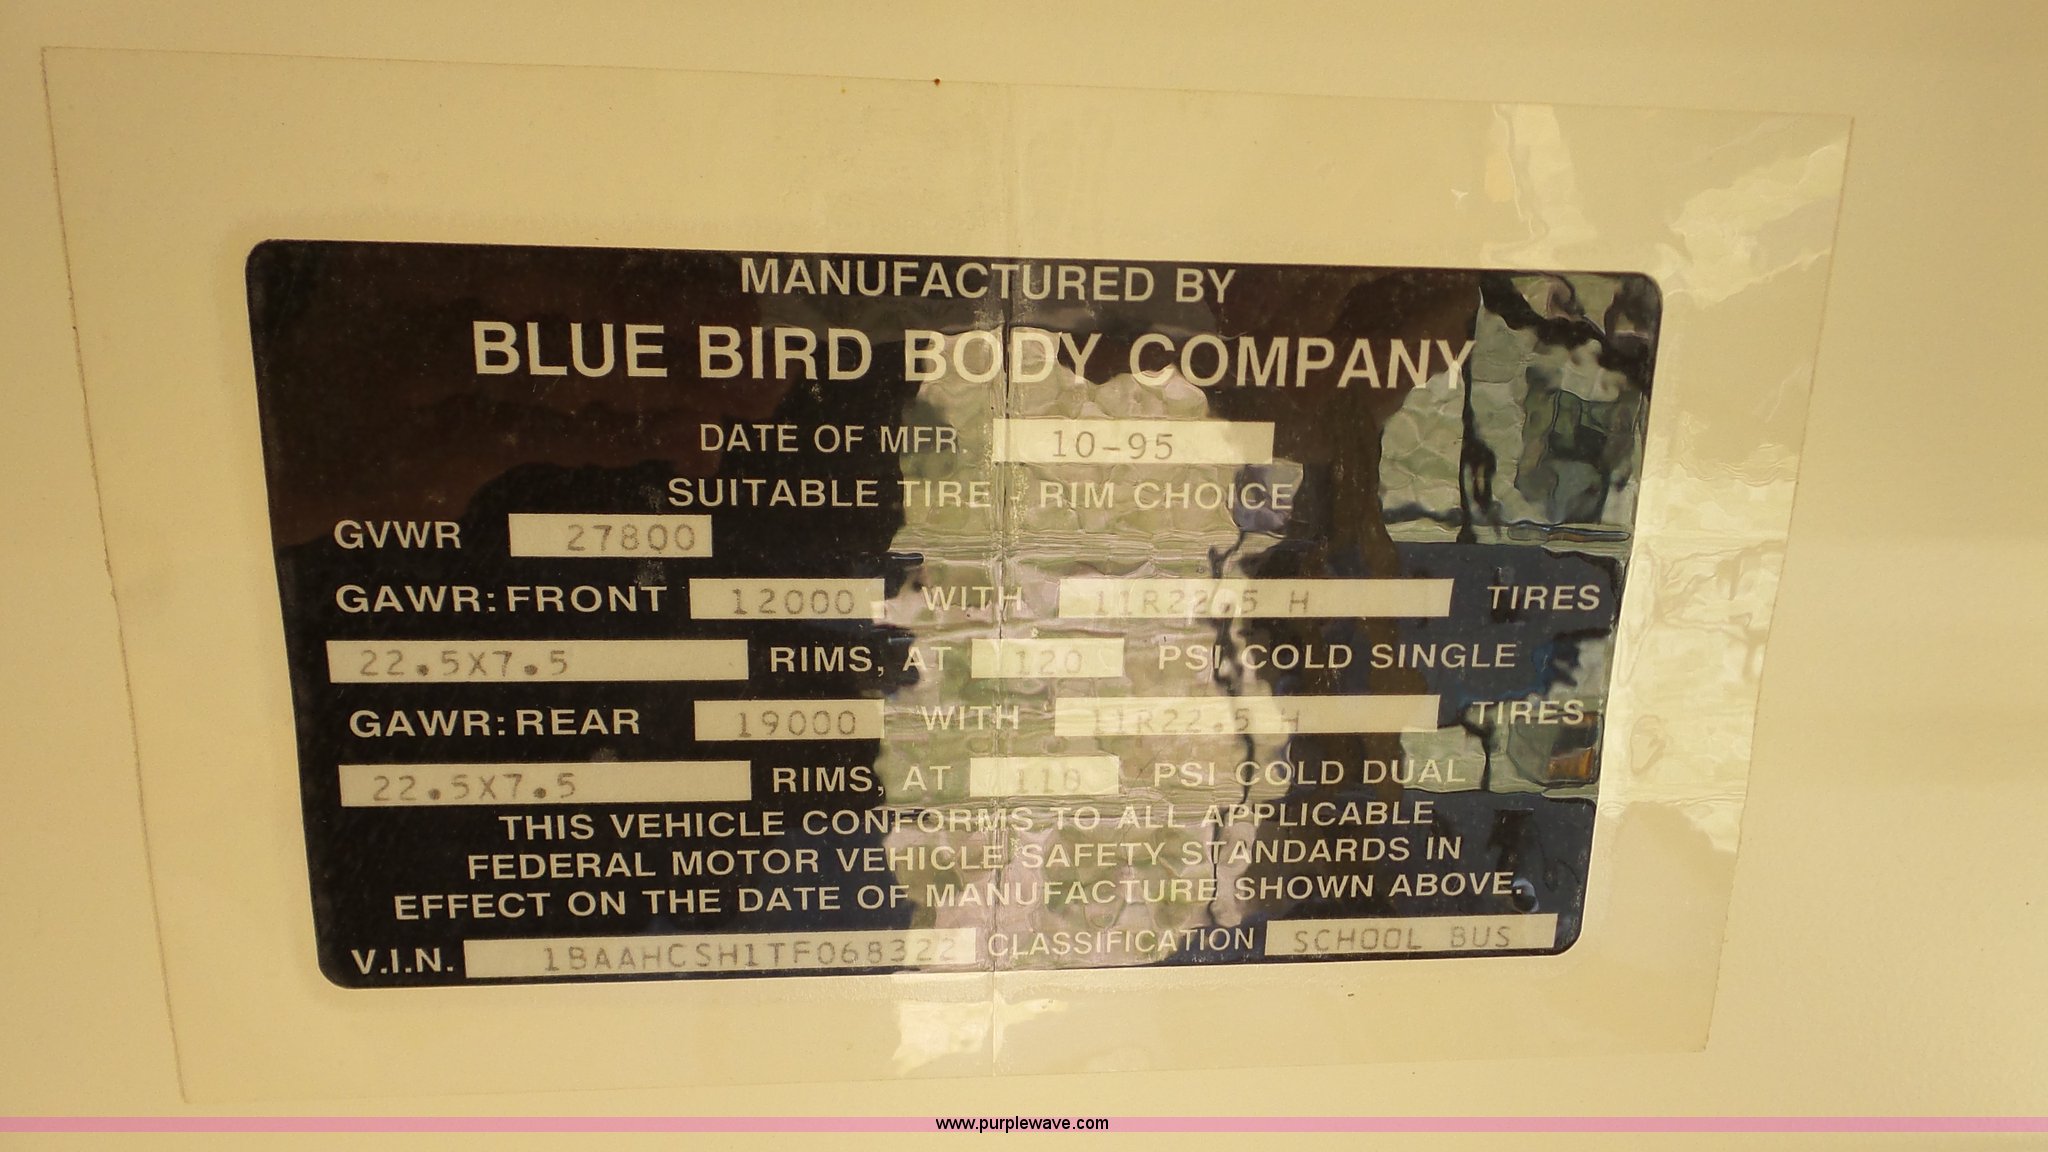 MANUFACTURED BY
BLUE BIRD BODY COMPANY
DATE OF MFR. 10-95
SUITABLE TIRE - RIM CHOICE
GVWR 27800
GAWR: FRONT 12000 WITH 11R22.5 H TIRES
22.5X7.5 RIMS, AT 120 PSI COLD SINGLE
GAWR: REAR 19000 WITH 11R22.5 H TIRES
22.5X7.5 RIMS, AT 110 PSI COLD DUAL
THIS VEHICLE CONFORMS TO ALL APPLICABLE
FEDERAL MOTOR VEHICLE SAFETY STANDARDS IN
EFFECT ON THE DATE OF MANUFACTURE SHOWN ABOVE.
V.I.N. 1BAAHCSH1TF068322 CLASSIFICATION SCHOOL BUS
www.purplewave.com